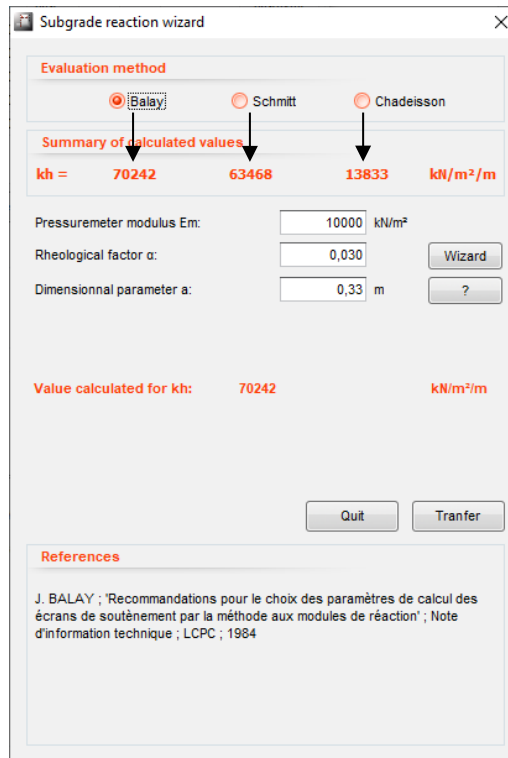 Subgrade reaction wizard
Evaluation method
Balay Schmitt Chadeisson
Summary of calculated values
kh = 70242 63468 13833 kN/m²/m
Pressuremeter modulus Em: 10000 kN/m²
Rheological factor α: 0,030 Wizard
Dimensionnal parameter a: 0,33 m ?
Value calculated for kh: 70242 kN/m²/m
Quit Tranfer
References
J. BALAY ; 'Recommandations pour le choix des paramètres de calcul des
écrans de soutènement par la méthode aux modules de réaction' ; Note
d'information technique ; LCPC ; 1984